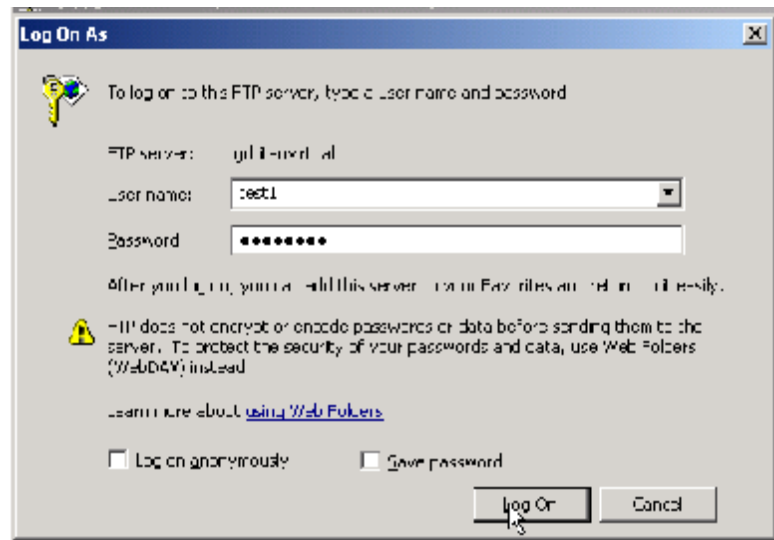 Log On As
To log on to this FTP server, type a user name and password
FTP server:
User name: test1
Password ●●●●●●●●
After you log on, you can add this server to your Favorites and return to it easily.
FTP does not encrypt or encode passwords or data before sending them to the
server. To protect the security of your passwords and data, use Web Folders
(WebDAV) instead
Learn more about using Web Folders
Log on anonymously Save password
Log On Cancel